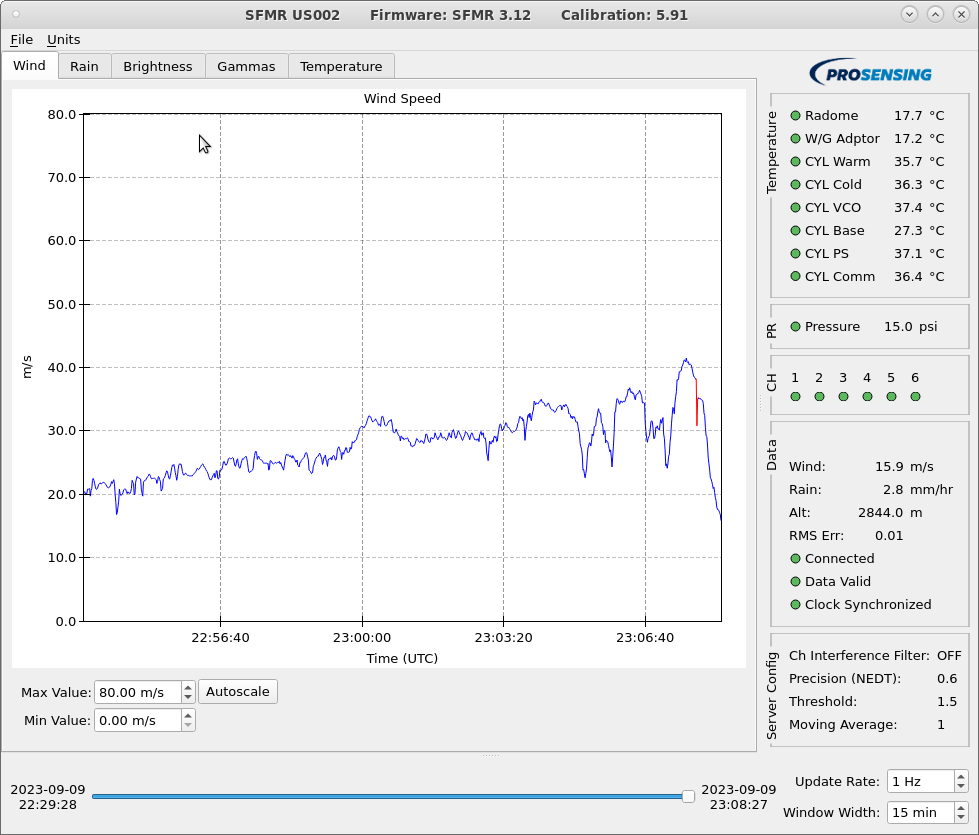 SFMR US002 Firmware: SFMR 3.12 Calibration: 5.91
File Units
Wind Rain Brightness Gammas Temperature
PROSENSING
Wind Speed
80.0
70.0
60.0
50.0
40.0
30.0
20.0
10.0
0.0
m/s
22:56:40 23:00:00 23:03:20 23:06:40
Time (UTC)
Max Value: 80.00 m/s Autoscale
Min Value: 0.00 m/s
Temperature
Radome 17.7 °C
W/G Adptor 17.2 °C
CYL Warm 35.7 °C
CYL Cold 36.3 °C
CYL VCO 37.4 °C
CYL Base 27.3 °C
CYL PS 37.1 °C
CYL Comm 36.4 °C
PR
Pressure 15.0 psi
CH
1 2 3 4 5 6
Data
Wind: 15.9 m/s
Rain: 2.8 mm/hr
Alt: 2844.0 m
RMS Err: 0.01
Connected
Data Valid
Clock Synchronized
Server Config
Ch Interference Filter: OFF
Precision (NEDT): 0.6
Threshold: 1.5
Moving Average: 1
2023-09-09
22:29:28
2023-09-09
23:08:27
Update Rate: 1 Hz
Window Width: 15 min